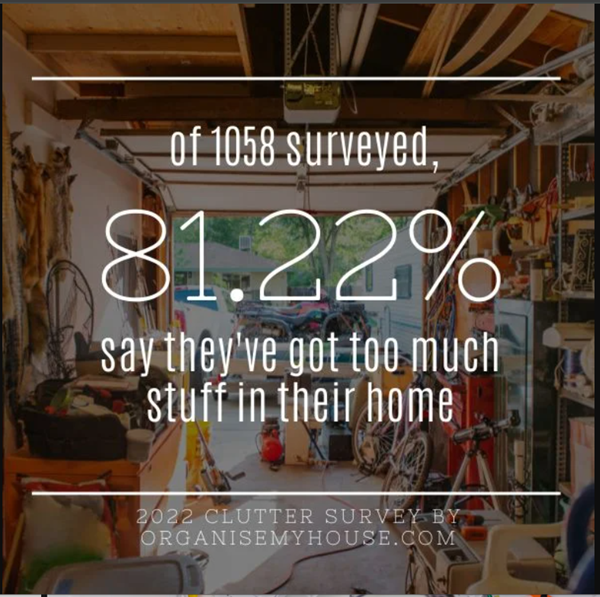 of 1058 surveyed,
81.22%
say they've got too much
stuff in their home
2022 CLUTTER SURVEY BY
ORGANISEMYHOUSE.COM